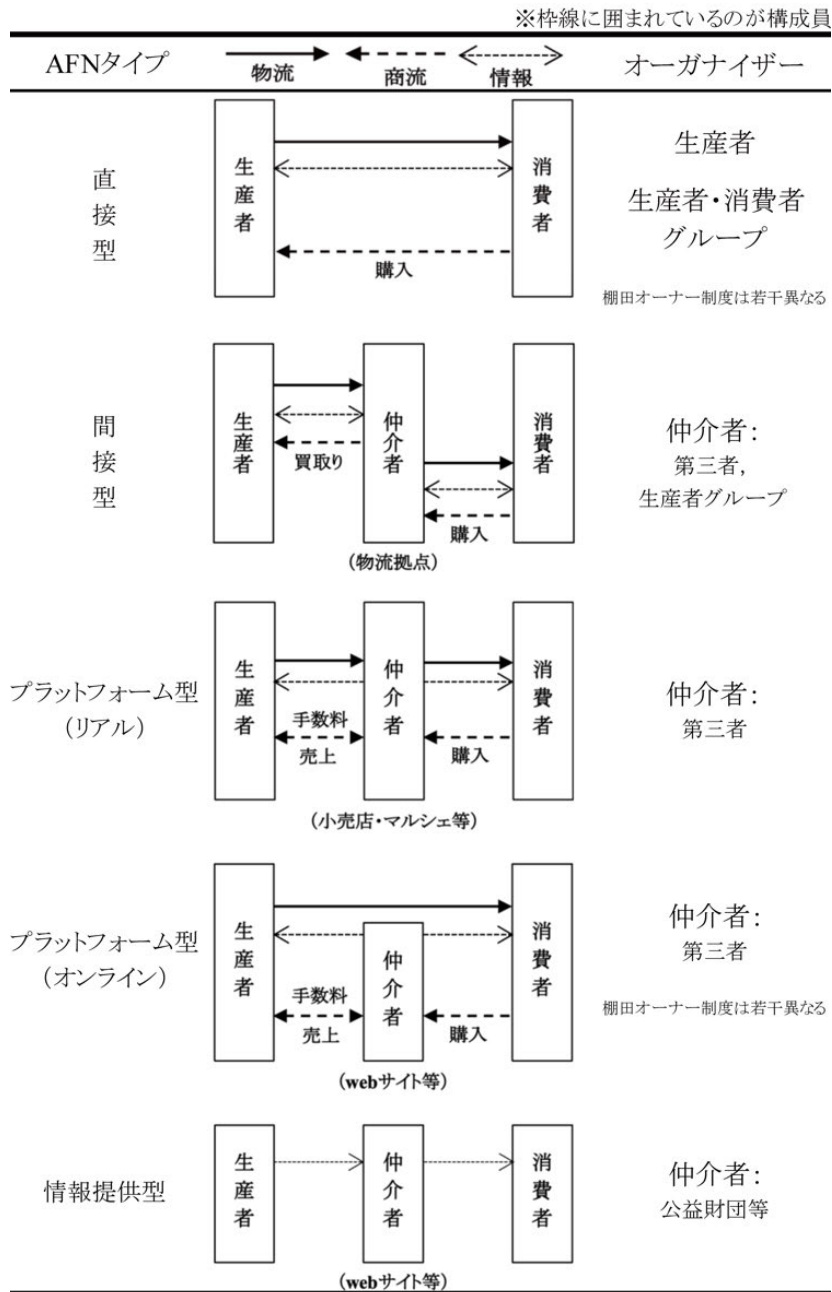 ※枠線に囲まれているのが構成員
AFNタイプ
物流
商流
情報
オーガナイザー
直接型
生産者
消費者
購入
生産者
生産者・消費者
グループ
棚田オーナー制度は若干異なる
間接型
生産者
買取り
仲介者
消費者
購入
(物流拠点)
仲介者:
第三者,
生産者グループ
プラットフォーム型
(リアル)
生産者
手数料
売上
仲介者
購入
消費者
(小売店・マルシェ等)
仲介者:
第三者
プラットフォーム型
(オンライン)
生産者
手数料
売上
仲介者
購入
消費者
(webサイト等)
仲介者:
第三者
棚田オーナー制度は若干異なる
情報提供型
生産者
仲介者
消費者
(webサイト等)
仲介者:
公益財団等